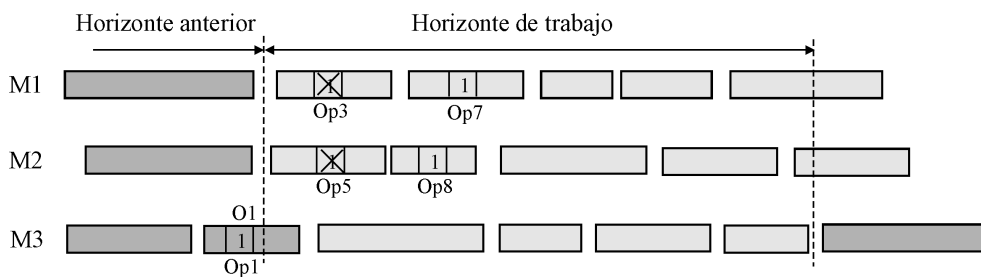 Horizonte anterior Horizonte de trabajo
M1 1 1
Op3 Op7
M2 1 1
Op5 Op8
O1
M3 1
Op1